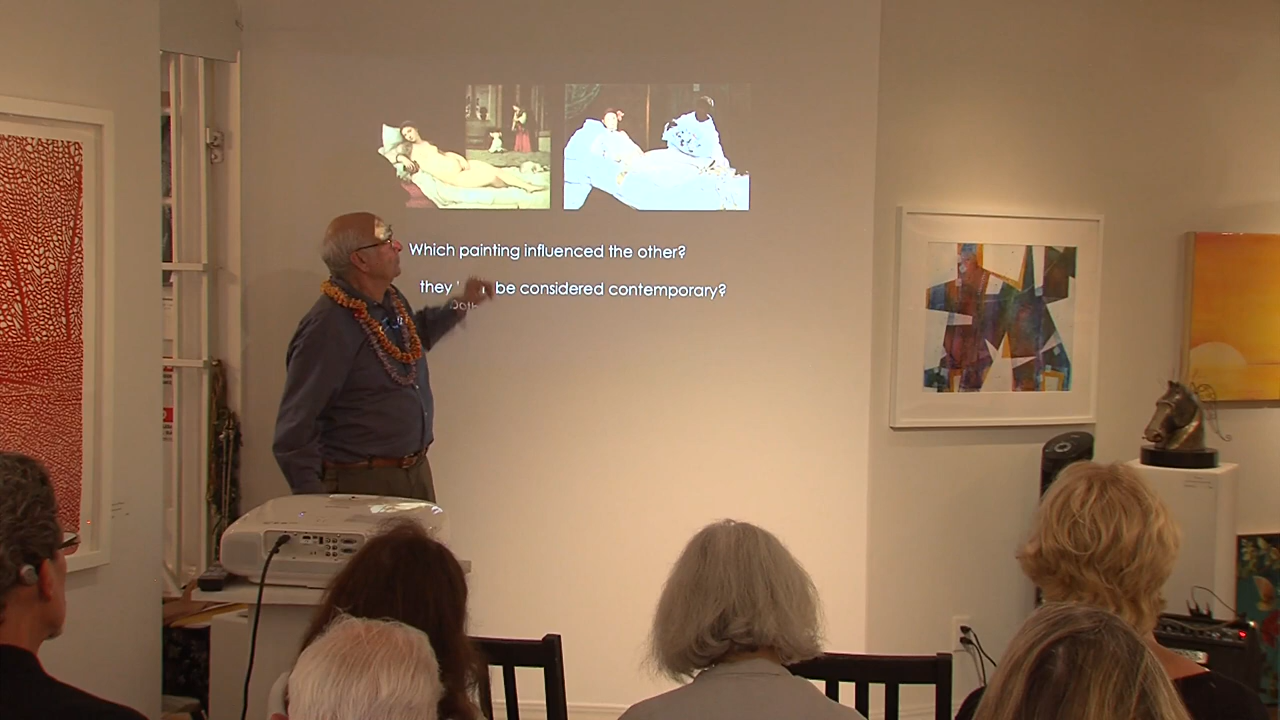 Which painting influenced the other?
they be considered contemporary?